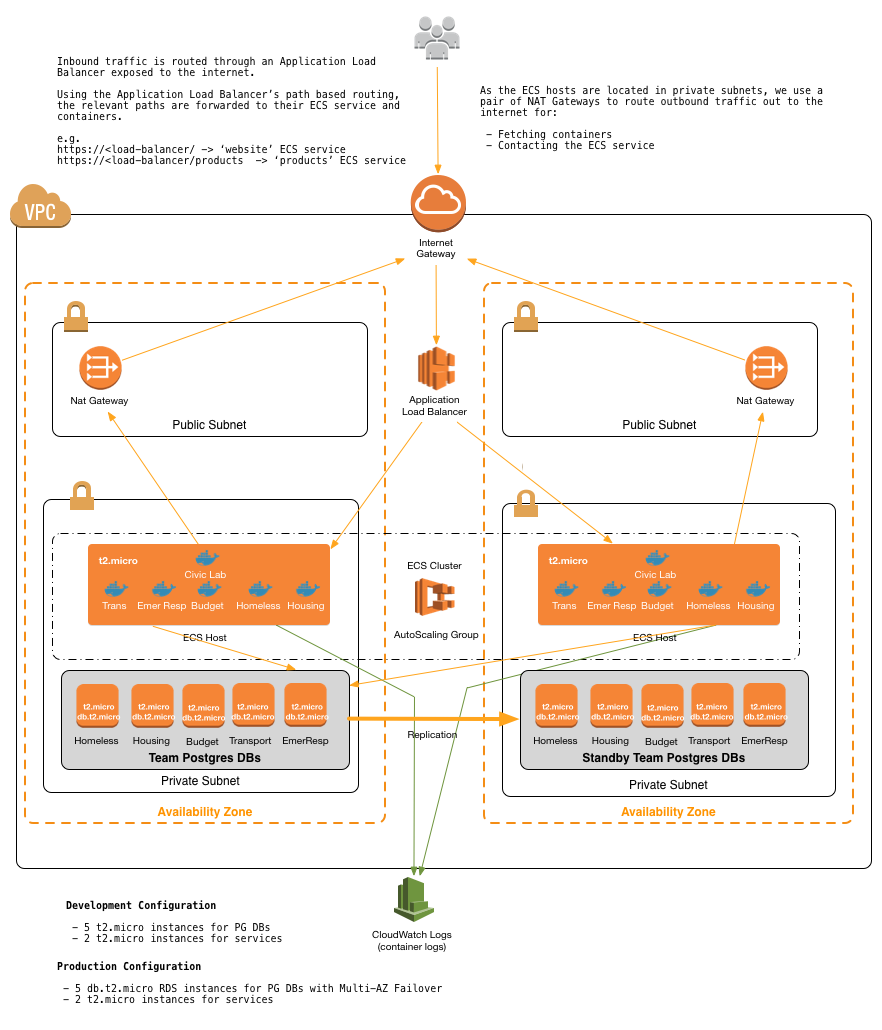 Inbound traffic is routed through an Application Load
Balancer exposed to the internet.
Using the Application Load Balancer's path based routing,
the relevant paths are forwarded to their ECS service and
containers.
e.g.
https://<load-balancer/ -> ‘website’ ECS service
https://<load-balancer/products  -> ‘products’ ECS service
As the ECS hosts are located in private subnets, we use a
pair of NAT Gateways to route outbound traffic out to the
internet for:
- Fetching containers
- Contacting the ECS service
VPC
Internet
Gateway
Nat Gateway
Public Subnet
Application
Load Balancer
Nat Gateway
Public Subnet
t2.micro
Civic Lab
Trans Emer Resp Budget Homeless Housing
ECS Host
ECS Cluster
AutoScaling Group
t2.micro
Civic Lab
Trans Emer Resp Budget Homeless Housing
ECS Host
t2.micro t2.micro t2.micro t2.micro t2.micro
db.t2.micro db.t2.micro db.t2.micro db.t2.micro db.t2.micro
Homeless Housing Budget Transport EmerResp
Team Postgres DBs
Private Subnet
Availability Zone
Replication
t2.micro t2.micro t2.micro t2.micro t2.micro
db.t2.micro db.t2.micro db.t2.micro db.t2.micro db.t2.micro
Homeless Housing Budget Transport EmerResp
Standby Team Postgres DBs
Private Subnet
Availability Zone
CloudWatch Logs
(container logs)
Development Configuration
- 5 t2.micro instances for PG DBs
- 2 t2.micro instances for services
Production Configuration
- 5 db.t2.micro RDS instances for PG DBs with Multi-AZ Failover
- 2 t2.micro instances for services